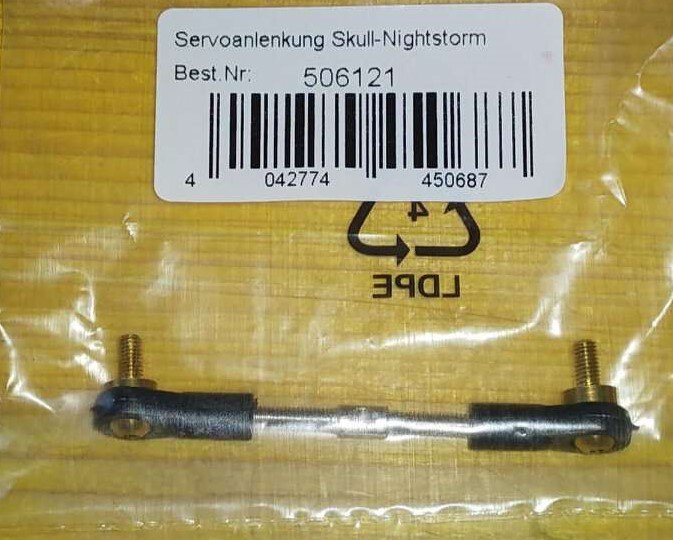 Servoanlenkung Skull-Nightstorm
Best.Nr: 506121
4 042774 450687
4
LDPE